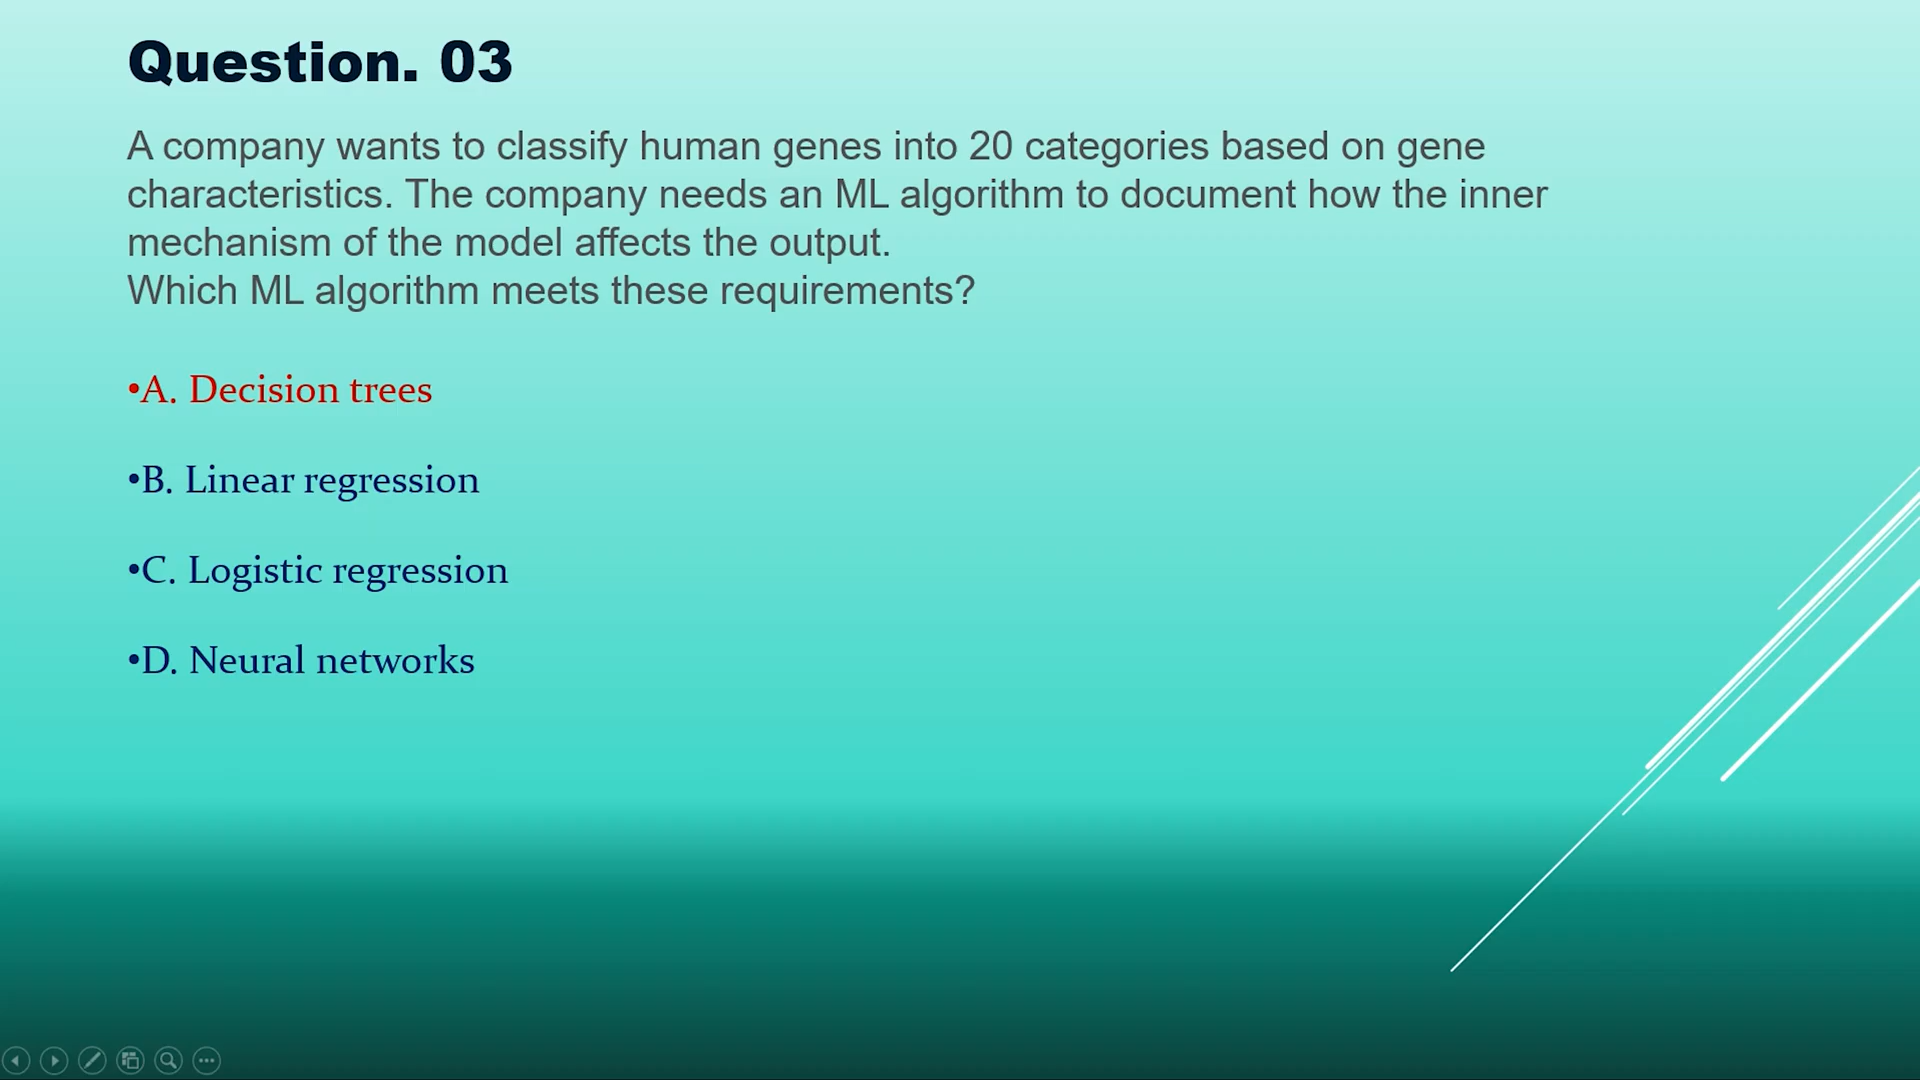 Question. 03
A company wants to classify human genes into 20 categories based on gene
characteristics. The company needs an ML algorithm to document how the inner
mechanism of the model affects the output.
Which ML algorithm meets these requirements?
•A. Decision trees
•B. Linear regression
•C. Logistic regression
•D. Neural networks